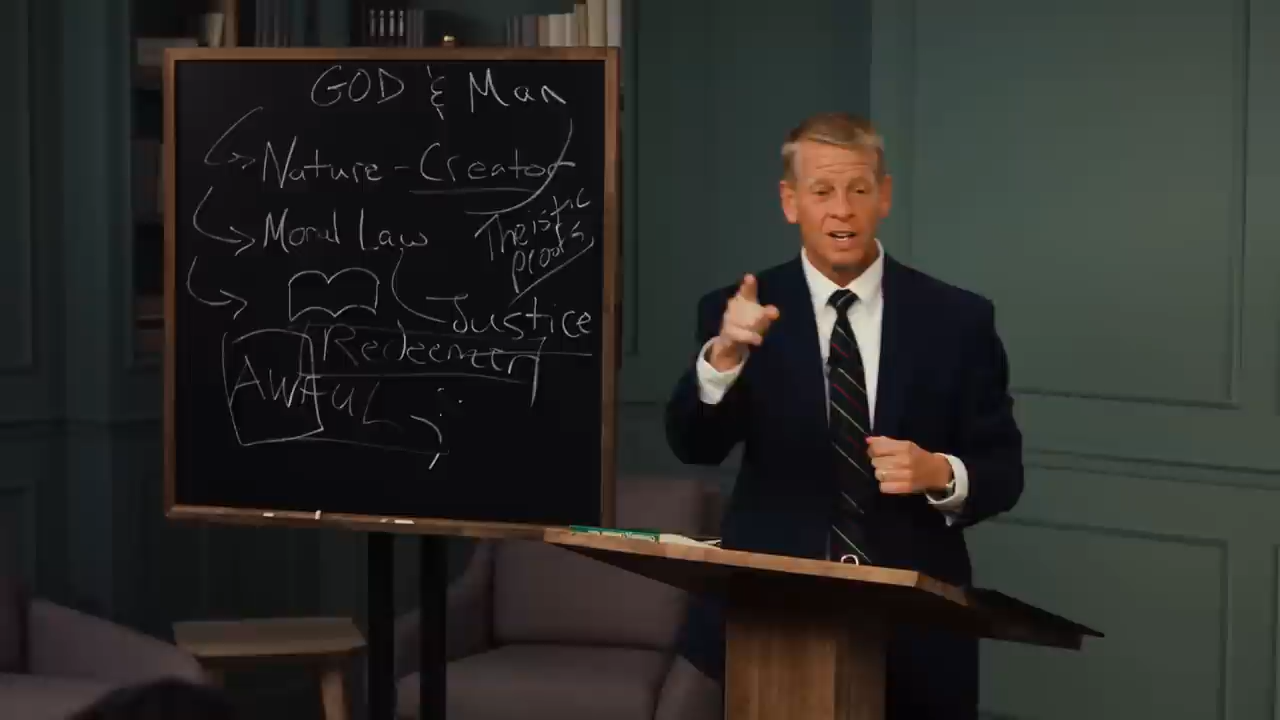 GOD & Man
Nature - Creator
Moral Law
Theistic
proofs
Justice
Redeemer
AWFUL